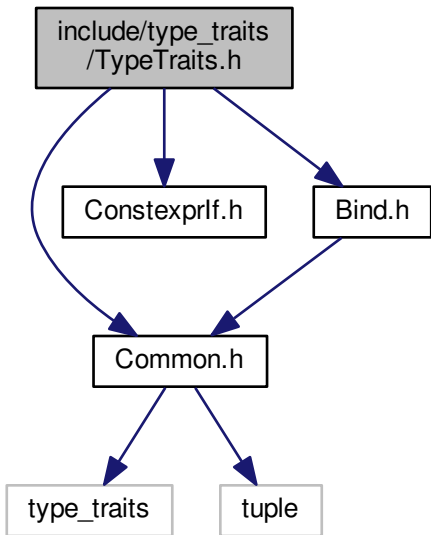 include/type_traits
/TypeTraits.h
ConstexprIf.h
Bind.h
Common.h
type_traits
tuple